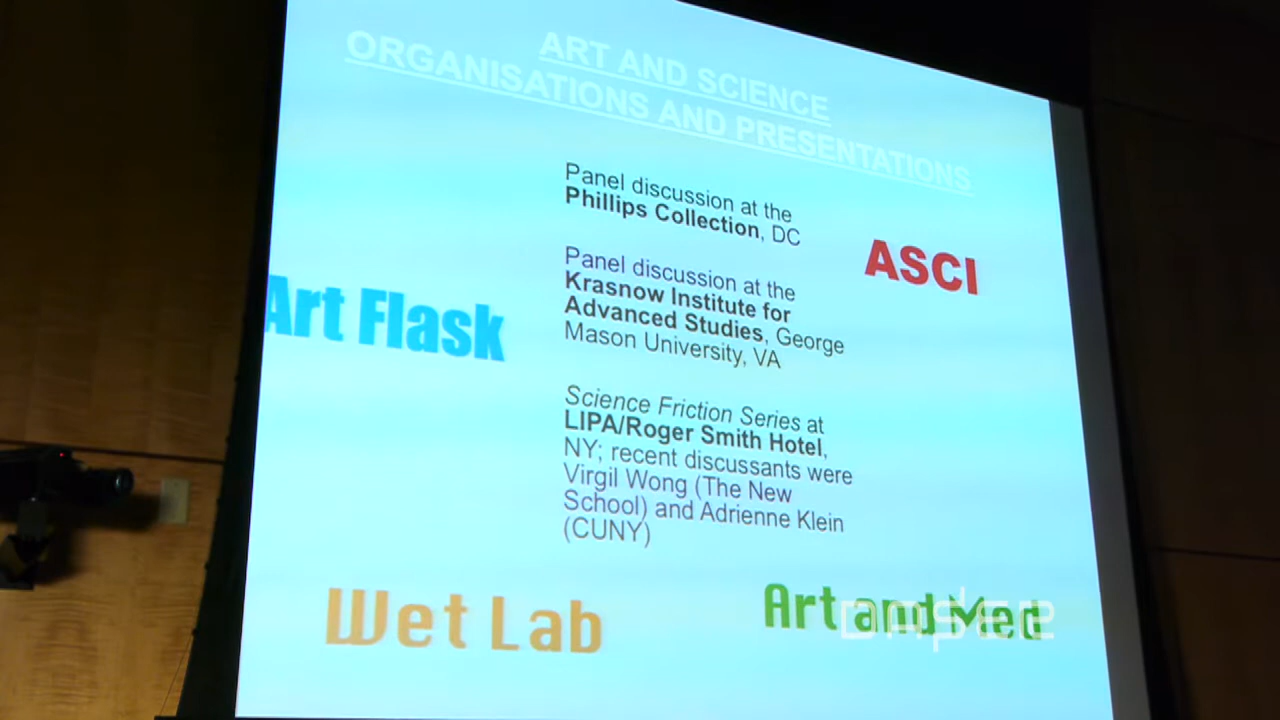 ART AND SCIENCE
ORGANISATIONS AND PRESENTATIONS
Panel discussion at the
Phillips Collection, DC
ASCI
Panel discussion at the
Krasnow Institute for
Advanced Studies, George
Mason University, VA
Art Flask
Science Friction Series at
LIPA/Roger Smith Hotel,
NY; recent discussants were
Virgil Wong (The New
School) and Adrienne Klein
(CUNY)
Wet Lab
Art and Med